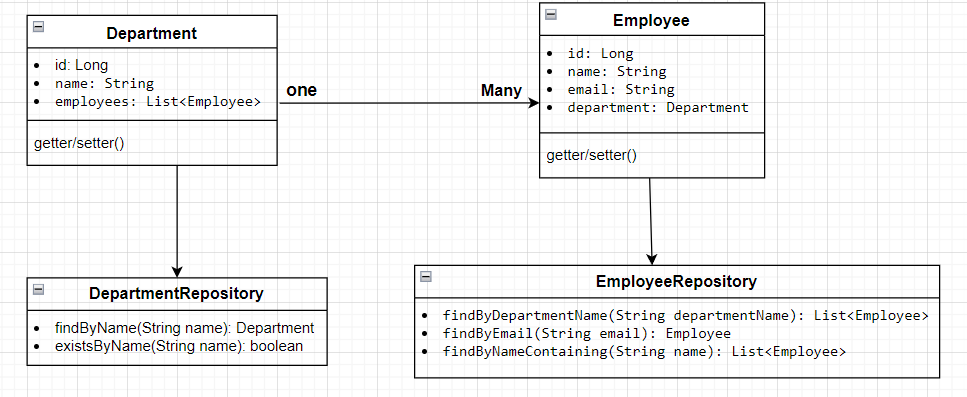 Department
• id: Long
• name: String
• employees: List<Employee>
getter/setter()
one
Many
Employee
• id: Long
• name: String
• email: String
• department: Department
getter/setter()
DepartmentRepository
• findByName(String name): Department
• existsByName(String name): boolean
EmployeeRepository
• findByDepartmentName(String departmentName): List<Employee>
• findByEmail(String email): Employee
• findByNameContaining(String name): List<Employee>